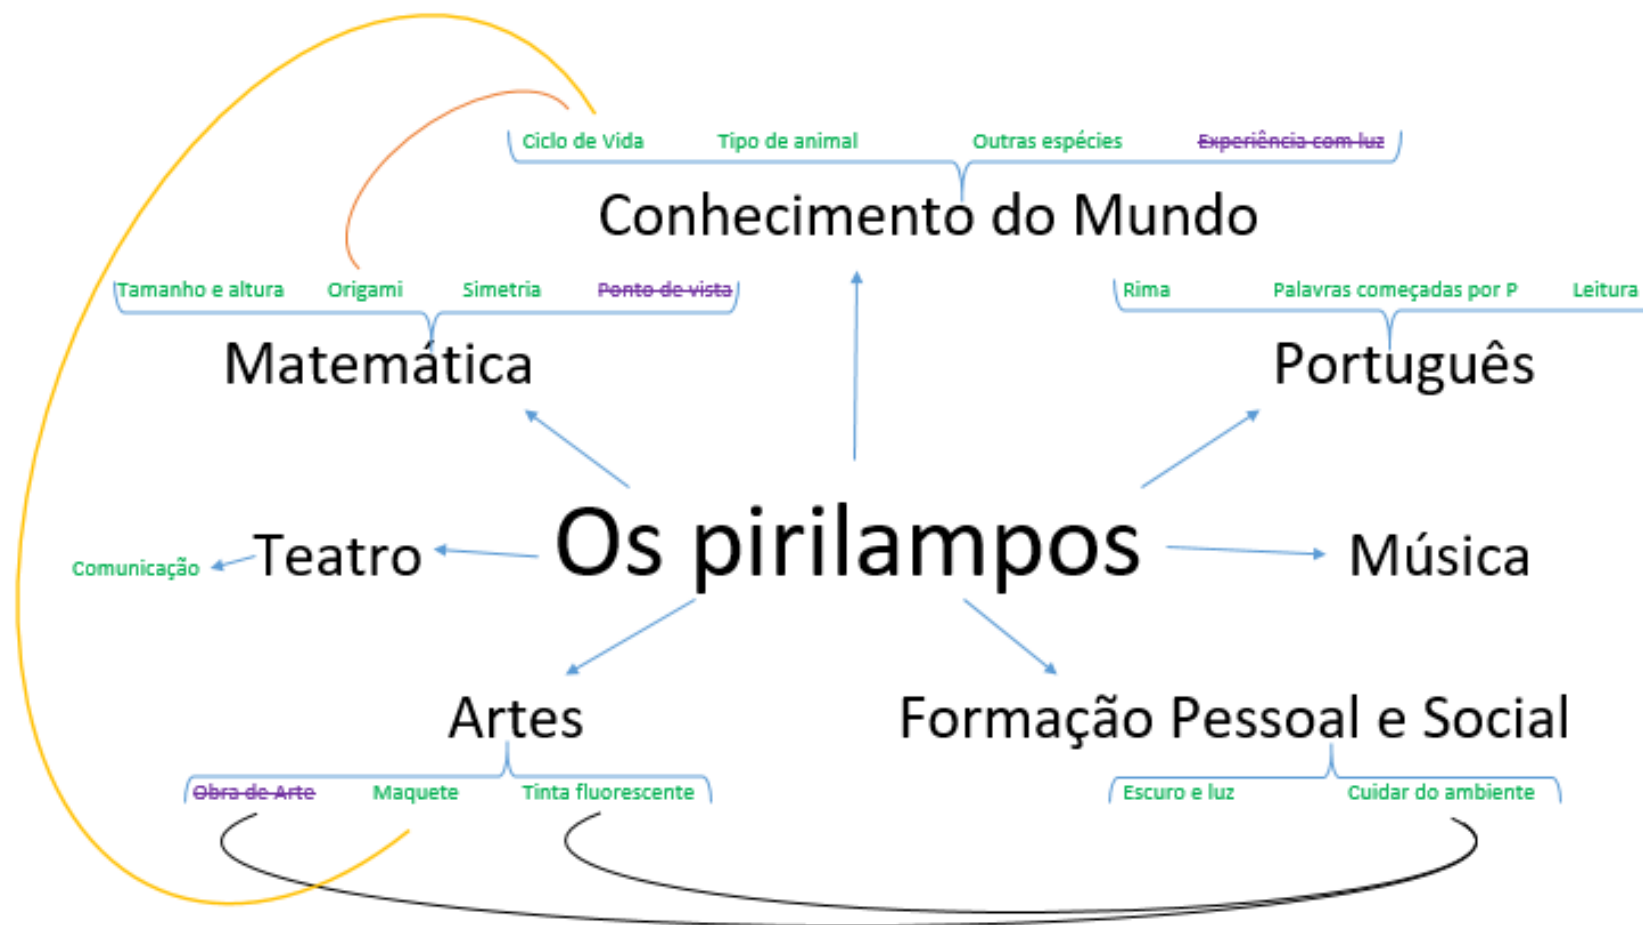 Ciclo de Vida Tipo de animal Outras espécies Experiência com luz
Conhecimento do Mundo
Tamanho e altura Origami Simetria Ponto de vista
Rima Palavras começadas por P Leitura
Matemática
Português
Os pirilampos
Teatro
Comunicação
Música
Artes
Formação Pessoal e Social
Obra de Arte Maquete Tinta fluorescente
Escuro e luz Cuidar do ambiente